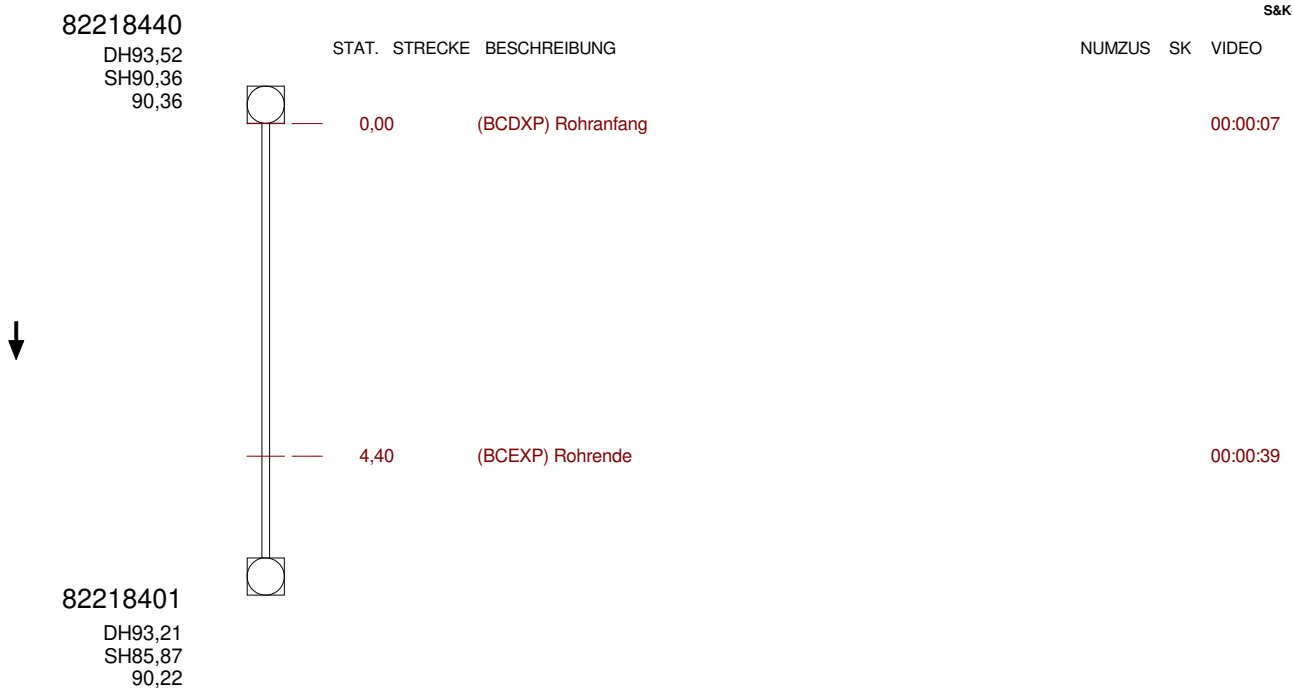 S&K
82218440
DH93,52
SH90,36
90,36
STAT. STRECKE BESCHREIBUNG NUMZUS SK VIDEO
0,00 (BCDXP) Rohranfang 00:00:07
4,40 (BCEXP) Rohrende 00:00:39
82218401
DH93,21
SH85,87
90,22